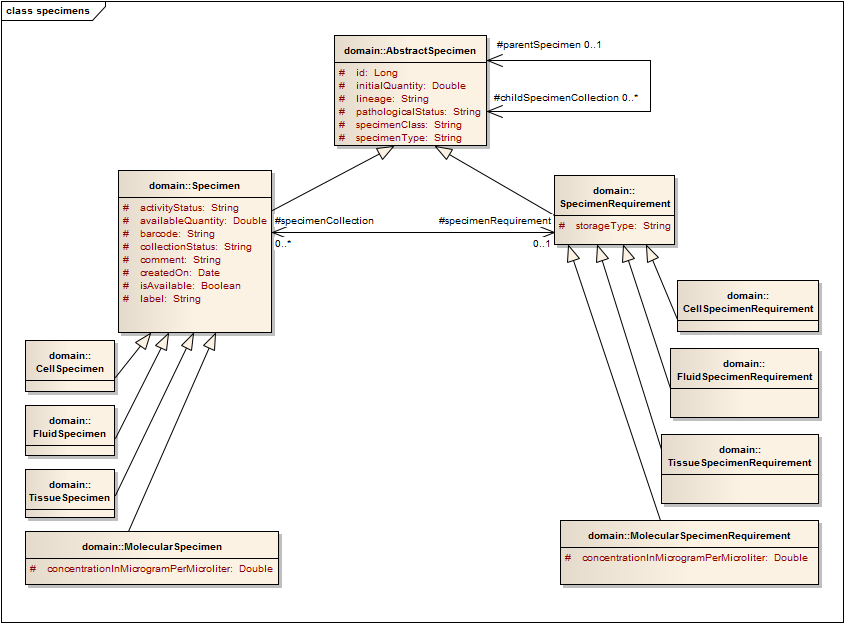 class specimens
domain::AbstractSpecimen
# id: Long
# initialQuantity: Double
# lineage: String
# pathologicalStatus: String
# specimenClass: String
# specimenType: String
#parentSpecimen 0..1
#childSpecimenCollection 0..*
domain::Specimen
# activityStatus: String
# availableQuantity: Double
# barcode: String
# collectionStatus: String
# comment: String
# createdOn: Date
# isAvailable: Boolean
# label: String
#specimenCollection
0..*
#specimenRequirement
0..1
domain::
SpecimenRequirement
# storageType: String
domain::
CellSpecimen
domain::
FluidSpecimen
domain::
TissueSpecimen
domain::MolecularSpecimen
# concentrationInMicrogramPerMicroliter: Double
domain::
CellSpecimenRequirement
domain::
FluidSpecimenRequirement
domain::
TissueSpecimenRequirement
domain::MolecularSpecimenRequirement
# concentrationInMicrogramPerMicroliter: Double